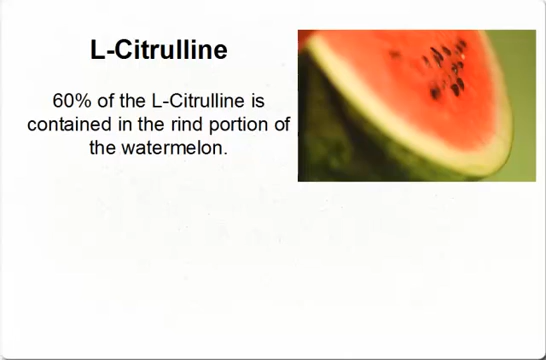 L-Citrulline
60% of the L-Citrulline is
contained in the rind portion of
the watermelon.